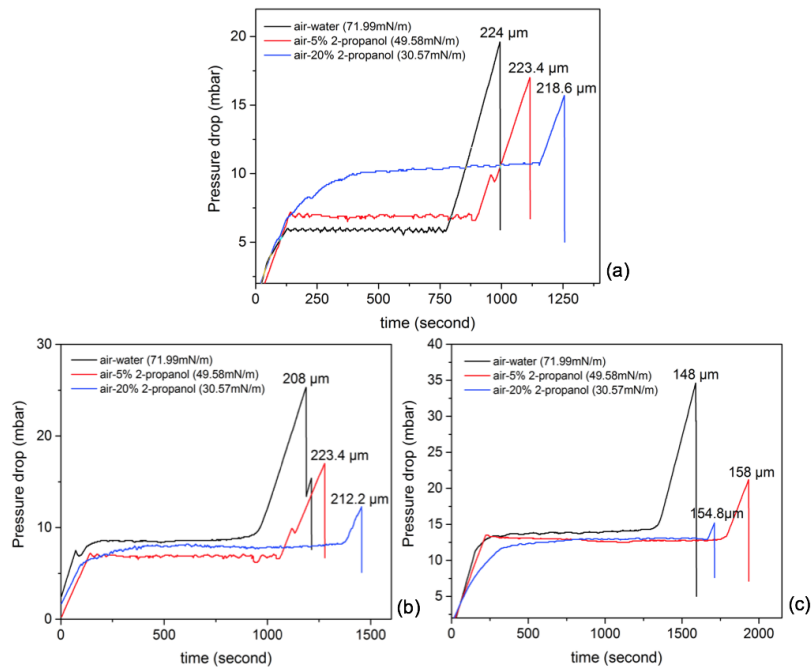 air-water (71.99mN/m)
air-5% 2-propanol (49.58mN/m)
air-20% 2-propanol (30.57mN/m)
224 µm
223.4 µm
218.6 µm
Pressure drop (mbar)
20
15
10
5
0
250
500
750
1000
1250
time (second)
(a)
air-water (71.99mN/m)
air-5% 2-propanol (49.58mN/m)
air-20% 2-propanol (30.57mN/m)
208 µm
223.4 µm
212.2 µm
Pressure drop (mbar)
30
20
10
0
0
500
1000
1500
time (second)
(b)
air-water (71.99mN/m)
air-5% 2-propanol (49.58mN/m)
air-20% 2-propanol (30.57mN/m)
148 µm
158 µm
154.8µm
Pressure drop (mbar)
40
35
30
25
20
15
10
5
0
500
1000
1500
2000
time (second)
(c)